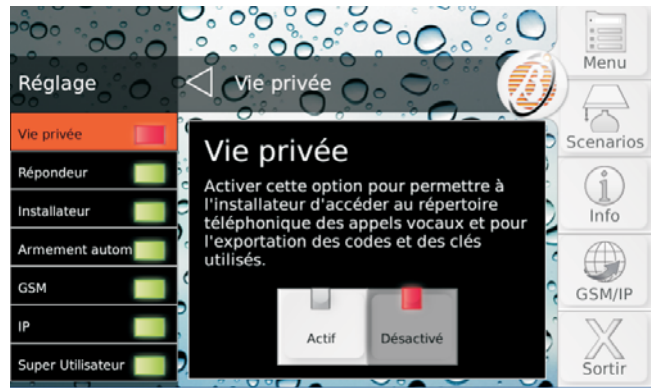 Réglage
Vie privée
Menu
Vie privée
Répondeur
Installateur
Armement autom
GSM
IP
Super Utilisateur
Vie privée
Activer cette option pour permettre à
l'installateur d'accéder au répertoire
téléphonique des appels vocaux et pour
l'exportation des codes et des clés
utilisés.
Actif
Désactivé
Scenarios
Info
GSM/IP
Sortir